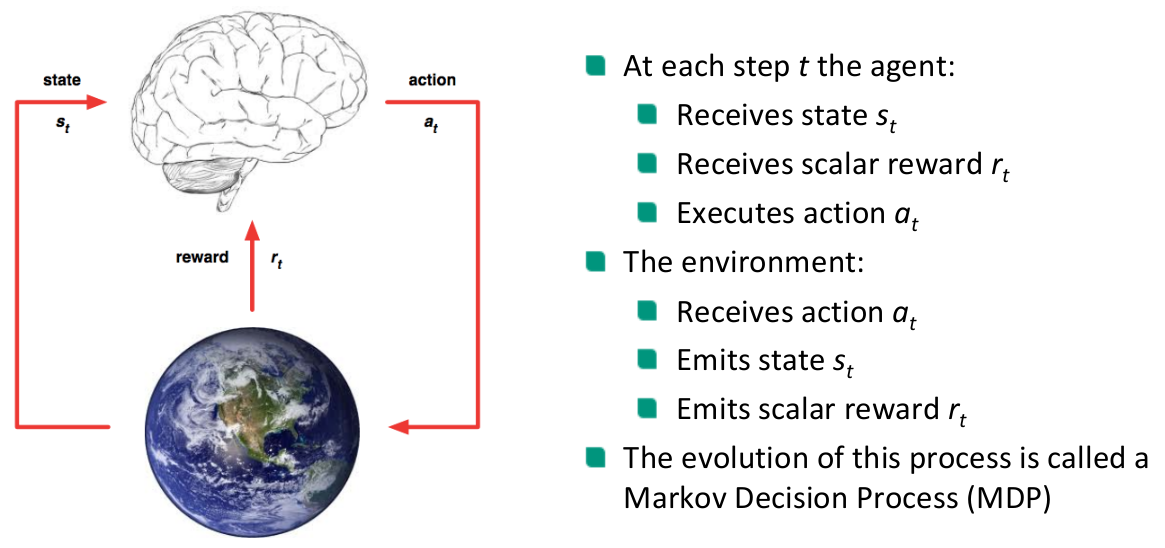 state
s_t
action
a_t
reward
r_t
At each step t the agent:
Receives state s_t
Receives scalar reward r_t
Executes action a_t
The environment:
Receives action a_t
Emits state s_t
Emits scalar reward r_t
The evolution of this process is called a
Markov Decision Process (MDP)